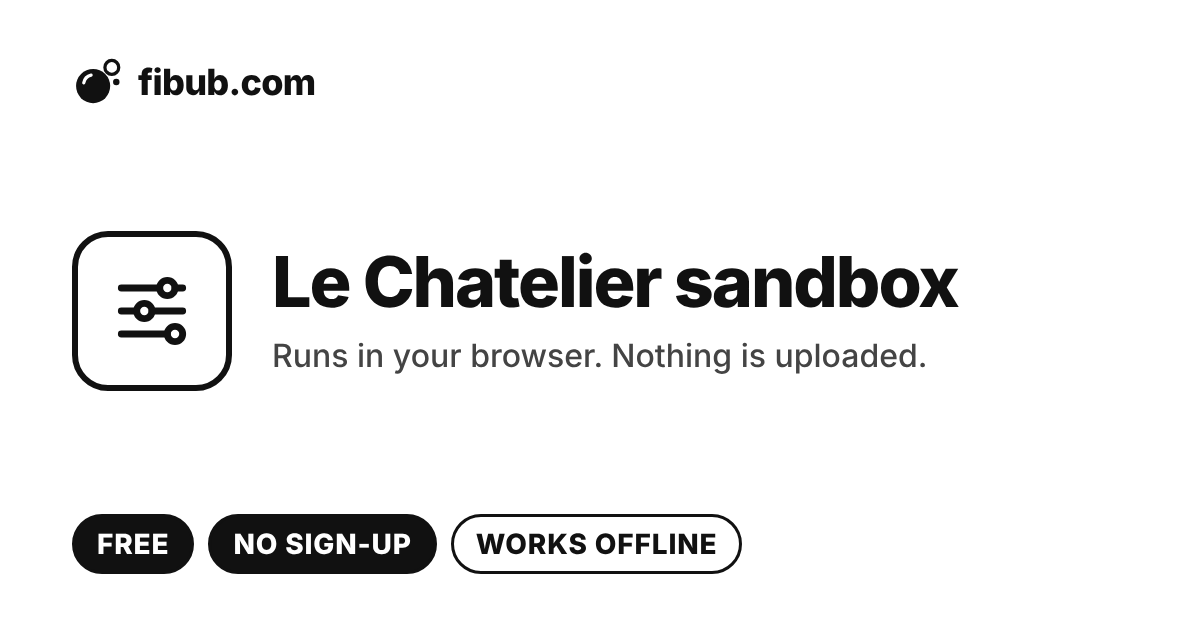 fibub.com
Le Chatelier sandbox
Runs in your browser. Nothing is uploaded.
FREE NO SIGN-UP WORKS OFFLINE